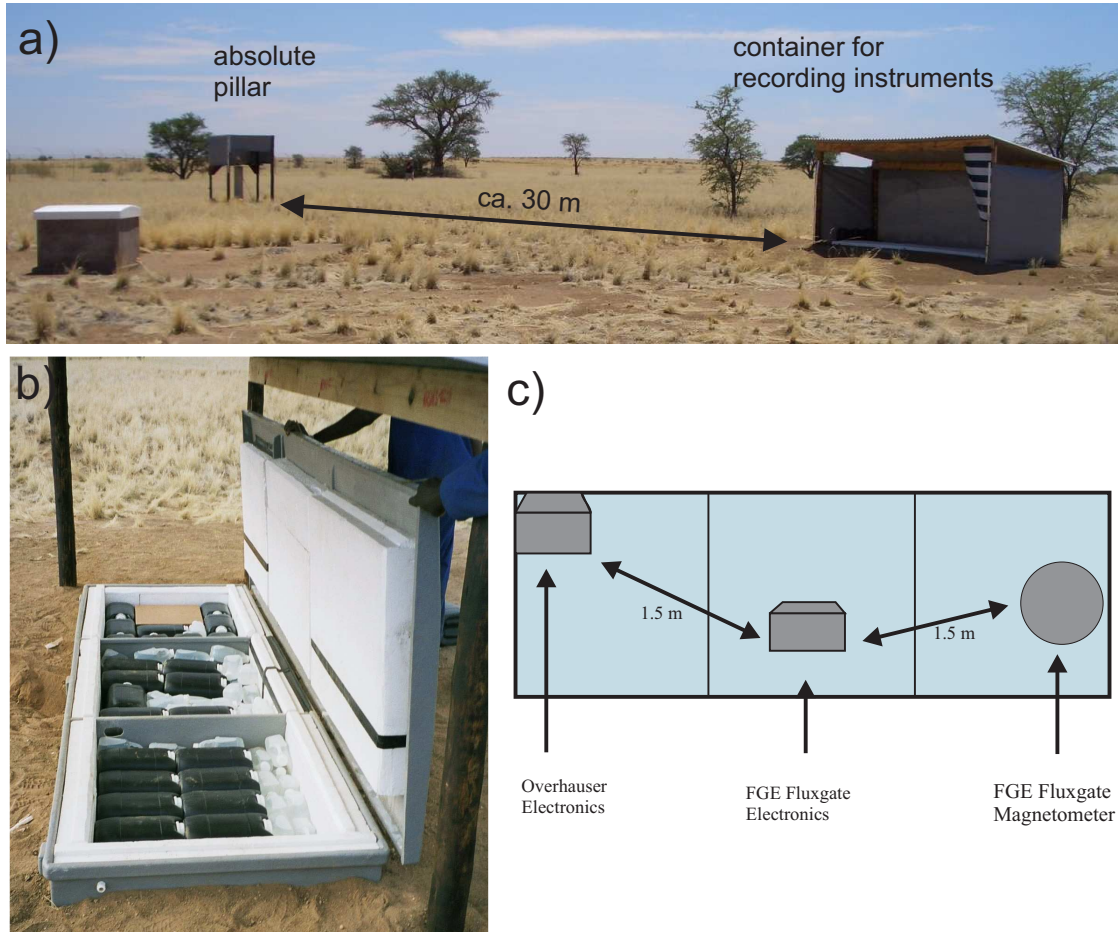 a)
absolute
pillar
container for
recording instruments
ca. 30 m
b)
c)
1.5 m
1.5 m
Overhauser
Electronics
FGE Fluxgate
Electronics
FGE Fluxgate
Magnetometer